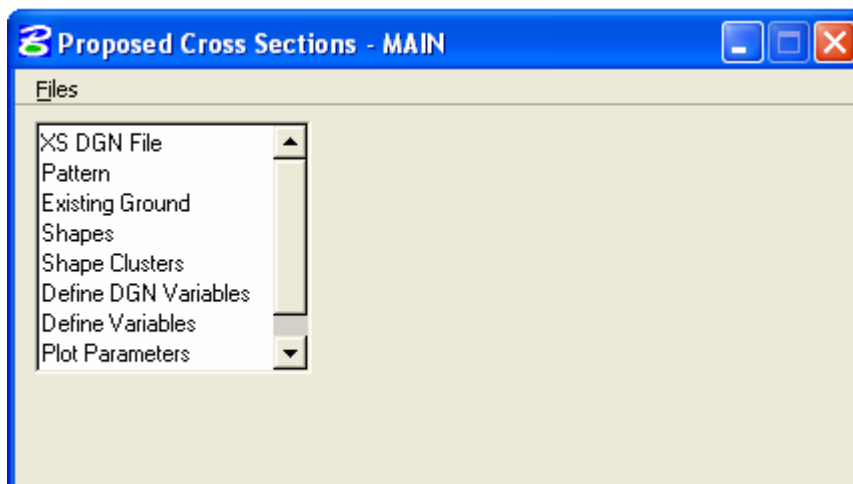 Proposed Cross Sections - MAIN
Files
XS DGN File
Pattern
Existing Ground
Shapes
Shape Clusters
Define DGN Variables
Define Variables
Plot Parameters